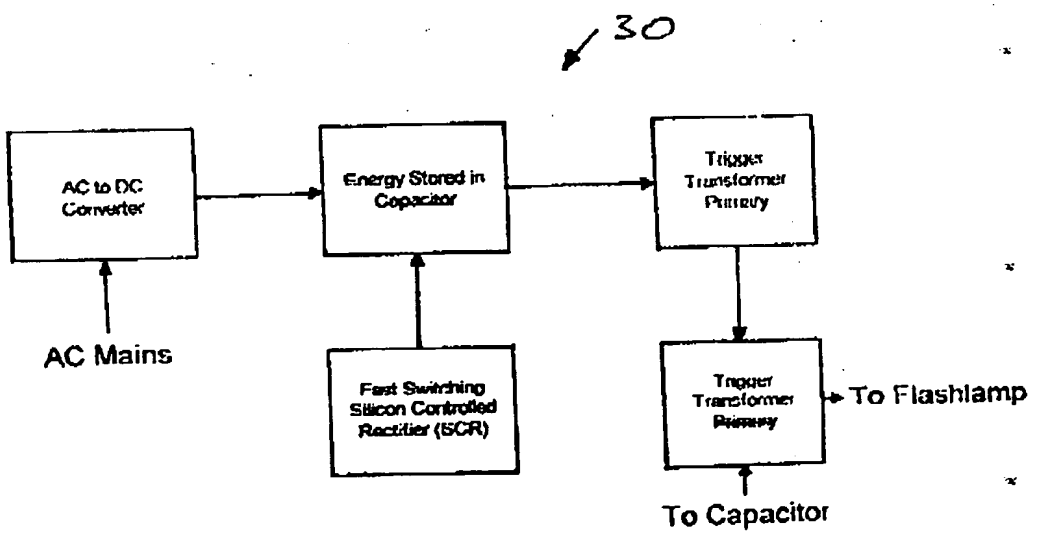 30
AC to DC
Converter
Energy Stored in
Capacitor
Trigger
Transformer
Primary
AC Mains
Fast Switching
Silicon Controlled
Rectifier (SCR)
Trigger
Transformer
Primary
To Flashlamp
To Capacitor